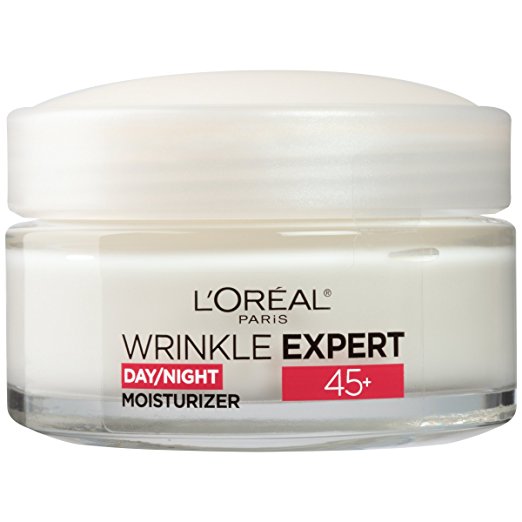 L'ORÉAL®
PARIS
WRINKLE EXPERT
DAY/NIGHT 45+
MOISTURIZER